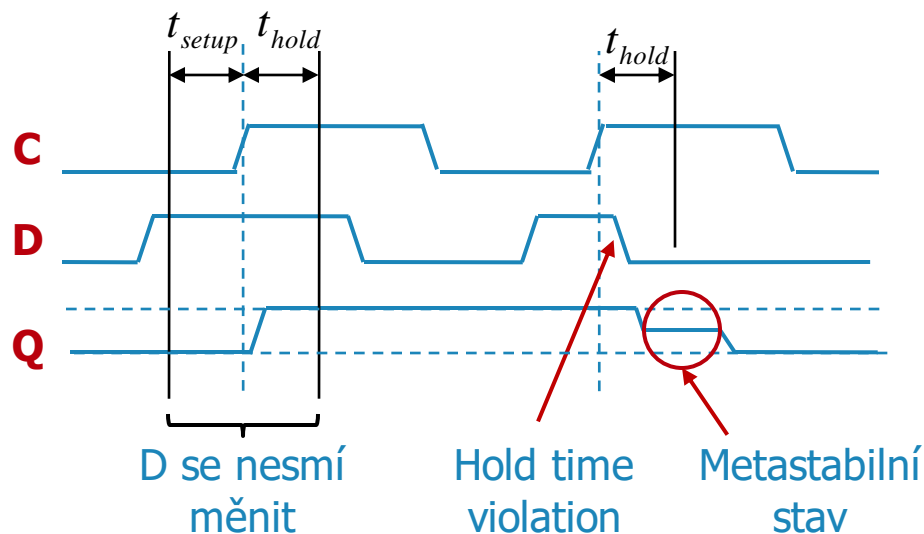 t_setup t_hold t_hold
C
D
Q
D se nesmí Hold time Metastabilní
měnit violation stav